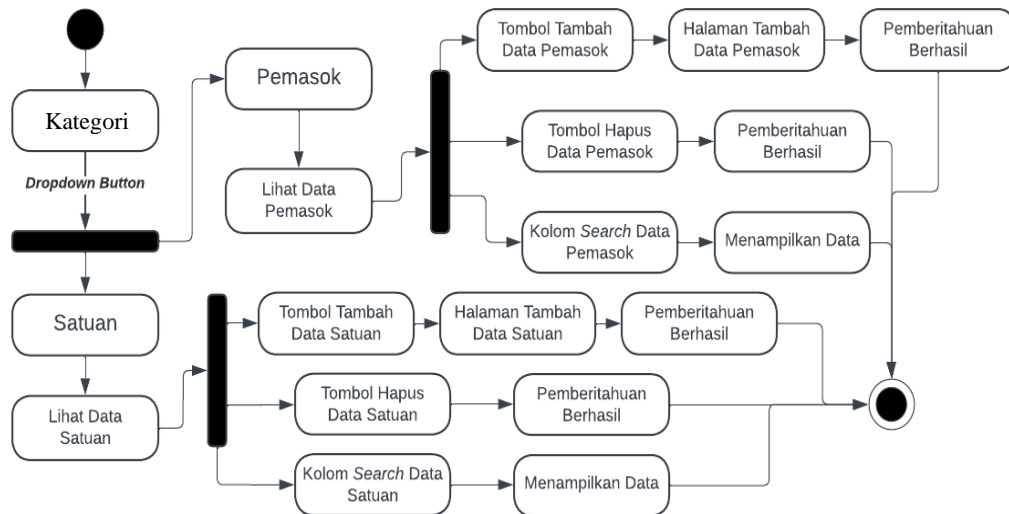 Tombol Tambah
Data Pemasok
Halaman Tambah
Data Pemasok
Pemberitahuan
Berhasil
Pemasok
Kategori
Tombol Hapus
Data Pemasok
Pemberitahuan
Berhasil
Dropdown Button
Lihat Data
Pemasok
Kolom Search Data
Pemasok
Menampilkan Data
Satuan
Tombol Tambah
Data Satuan
Halaman Tambah
Data Satuan
Pemberitahuan
Berhasil
Tombol Hapus
Data Satuan
Pemberitahuan
Berhasil
Lihat Data
Satuan
Kolom Search Data
Satuan
Menampilkan Data